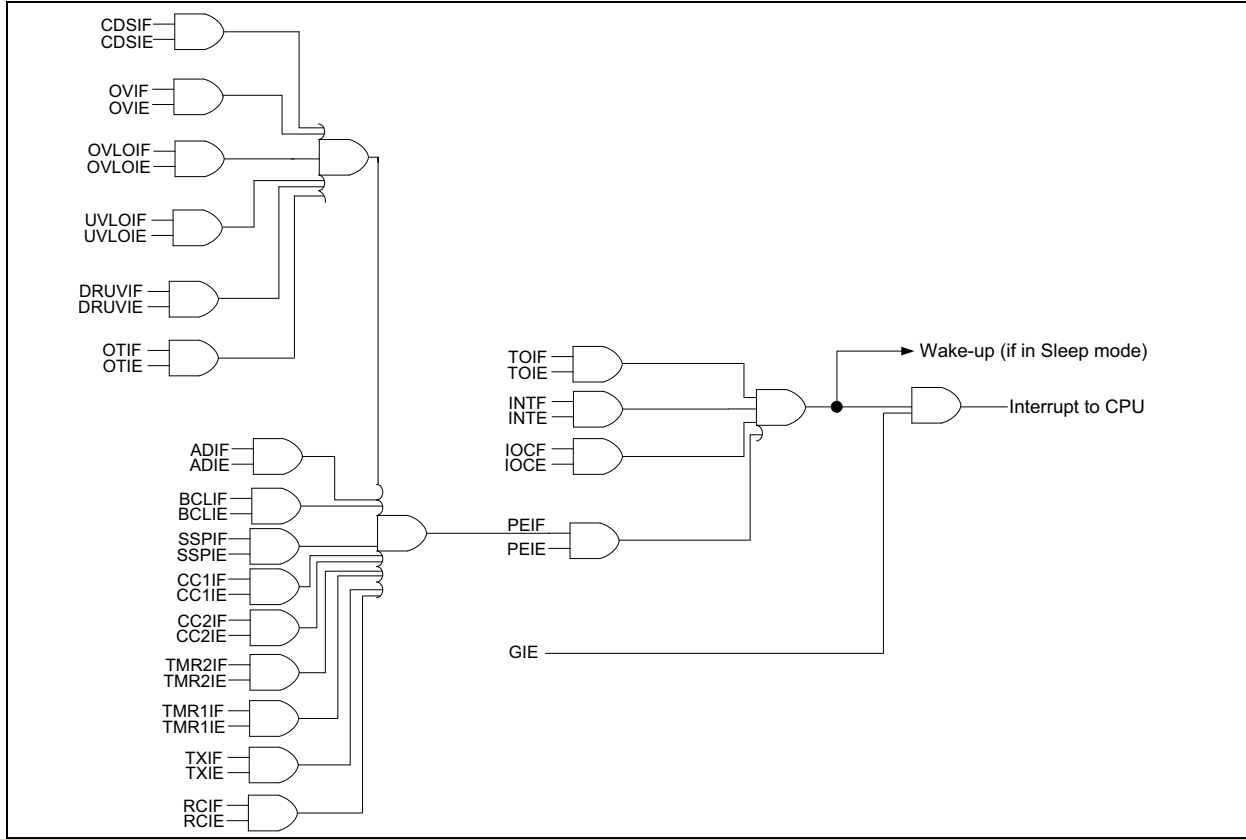 CDSIF
CDSIE
OVIF
OVIE
OVLOIF
OVLOIE
UVLOIF
UVLOIE
DRUVIF
DRUVIE
OTIF
OTIE
ADIF
ADIE
BCLIF
BCLIE
SSPIF
SSPIE
CC1IF
CC1IE
CC2IF
CC2IE
TMR2IF
TMR2IE
TMR1IF
TMR1IE
TXIF
TXIE
RCIF
RCIE
TOIF
TOIE
INTF
INTE
IOCF
IOCE
PEIF
PEIE
GIE
Wake-up (if in Sleep mode)
Interrupt to CPU